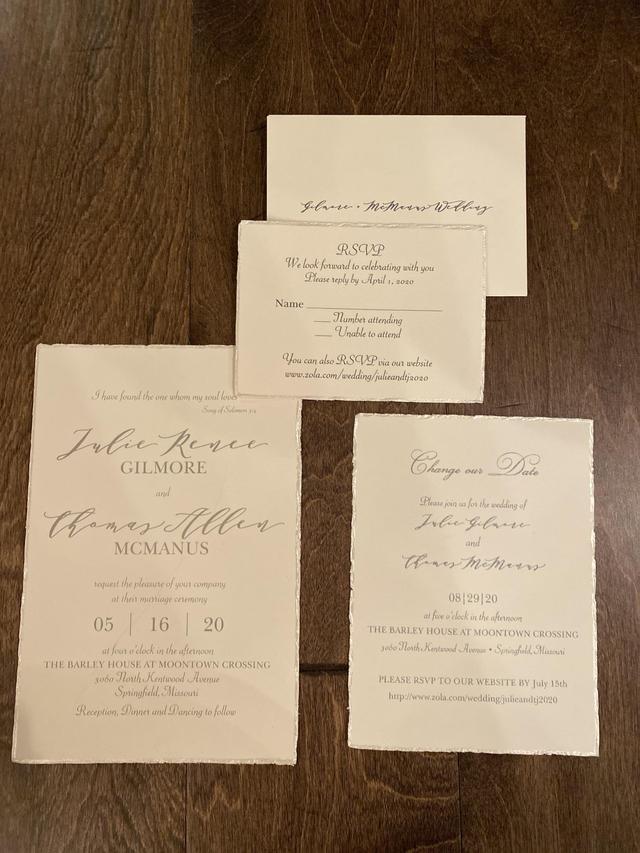 Gilmore • McManus Wedding
RSVP
We look forward to celebrating with you
Please reply by April 1, 2020
Name
Number attending
Unable to attend
You can also RSVP via our website
www.zola.com/wedding/julieandtj2020
I have found the one whom my soul loves
Song of Solomon 3:4
Julie Renee
GILMORE
and
Thomas Allen
MCMANUS
request the pleasure of your company
at their marriage ceremony
05 | 16 | 20
at four o'clock in the afternoon
THE BARLEY HOUSE AT MOONTOWN CROSSING
3060 North Kentwood Avenue
Springfield, Missouri
Reception, Dinner and Dancing to follow
Change our Date
Please join us for the wedding of
Julie Gilmore
and
Thomas McManus
08|29|20
at five o'clock in the afternoon
THE BARLEY HOUSE AT MOONTOWN CROSSING
3060 North Kentwood Avenue • Springfield, Missouri
PLEASE RSVP TO OUR WEBSITE BY July 15th
http://www.zola.com/wedding/julieandtj2020